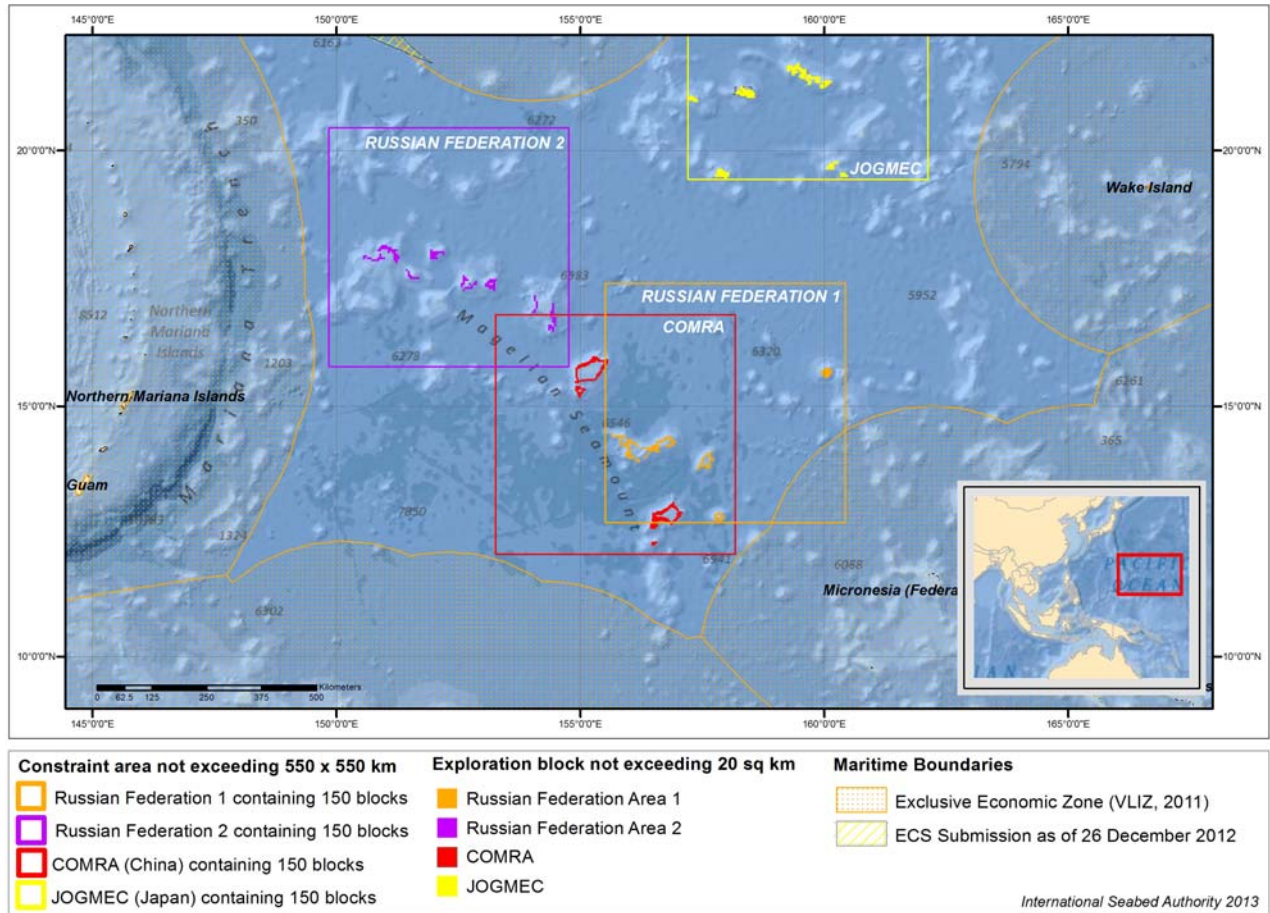 145°0'0"E 150°0'0"E 155°0'0"E 160°0'0"E 165°0'0"E
6163
350
6272
20°0'0"N
RUSSIAN FEDERATION 2
JOGMEC
20°0'0"N
5794
Wake Island
6983
RUSSIAN FEDERATION 1
COMRA
5952
8512
Northern
Mariana
Islands
Mariana Trench
Magellan Seamount
1203
6279
6320
15°0'0"N
Northern Mariana Islands
15°0'0"N
6161
6546
365
Guam
7850
1324
6941
6068
Micronesia (Federa
6302
10°0'0"N
10°0'0"N
PACIFIC
OCEAN
IAN
Kilometers
0 62.5 125 250 375 500
s
145°0'0"E 150°0'0"E 155°0'0"E 160°0'0"E 165°0'0"E
Constraint area not exceeding 550 x 550 km
Russian Federation 1 containing 150 blocks
Russian Federation 2 containing 150 blocks
COMRA (China) containing 150 blocks
JOGMEC (Japan) containing 150 blocks
Exploration block not exceeding 20 sq km
Russian Federation Area 1
Russian Federation Area 2
COMRA
JOGMEC
Maritime Boundaries
Exclusive Economic Zone (VLIZ, 2011)
ECS Submission as of 26 December 2012
International Seabed Authority 2013